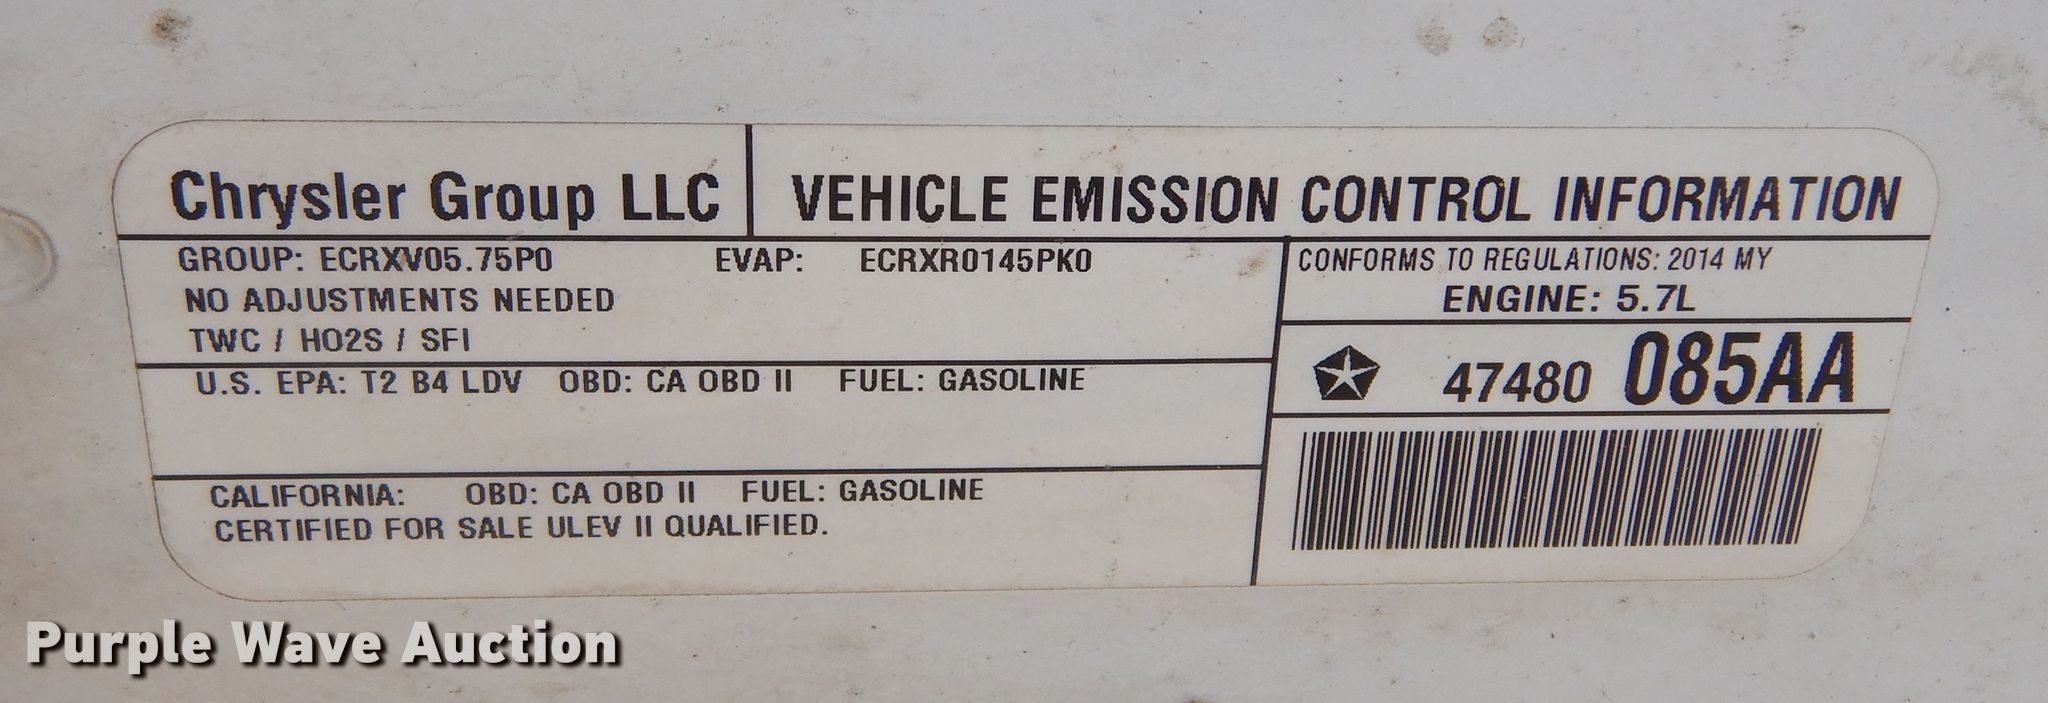 Chrysler Group LLC VEHICLE EMISSION CONTROL INFORMATION
GROUP: ECRXV05.75P0 EVAP: ECRXR0145PK0
NO ADJUSTMENTS NEEDED
TWC / HO2S / SFI
CONFORMS TO REGULATIONS: 2014 MY
ENGINE: 5.7L
47480 085AA
U.S. EPA: T2 B4 LDV OBD: CA OBD II FUEL: GASOLINE
CALIFORNIA: OBD: CA OBD II FUEL: GASOLINE
CERTIFIED FOR SALE ULEV II QUALIFIED.
Purple Wave Auction